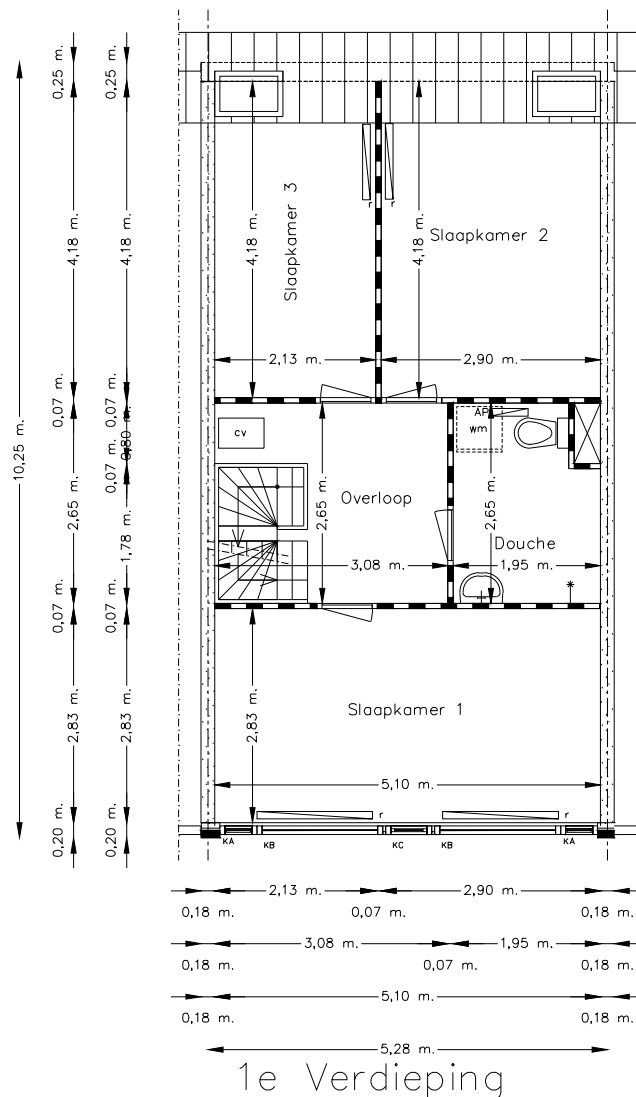 0,25 m.
0,25 m.
4,18 m.
4,18 m.
4,18 m.
4,18 m.
Slaapkamer 3
r
r
Slaapkamer 2
2,13 m.
2,90 m.
10,25 m.
0,07 m.
0,07 m.
0,80 m.
0,07 m.
2,65 m.
1,78 m.
cv
AP
wm
Overloop
2,65 m.
2,65 m.
Douche
3,08 m.
1,95 m.
*
0,07 m.
0,07 m.
2,83 m.
2,83 m.
2,83 m.
Slaapkamer 1
5,10 m.
r
r
0,20 m.
0,20 m.
KA
KB
KC
KB
KA
2,13 m.
2,90 m.
0,18 m.
0,07 m.
0,18 m.
3,08 m.
1,95 m.
0,18 m.
0,07 m.
0,18 m.
5,10 m.
0,18 m.
0,18 m.
5,28 m.
1e Verdieping